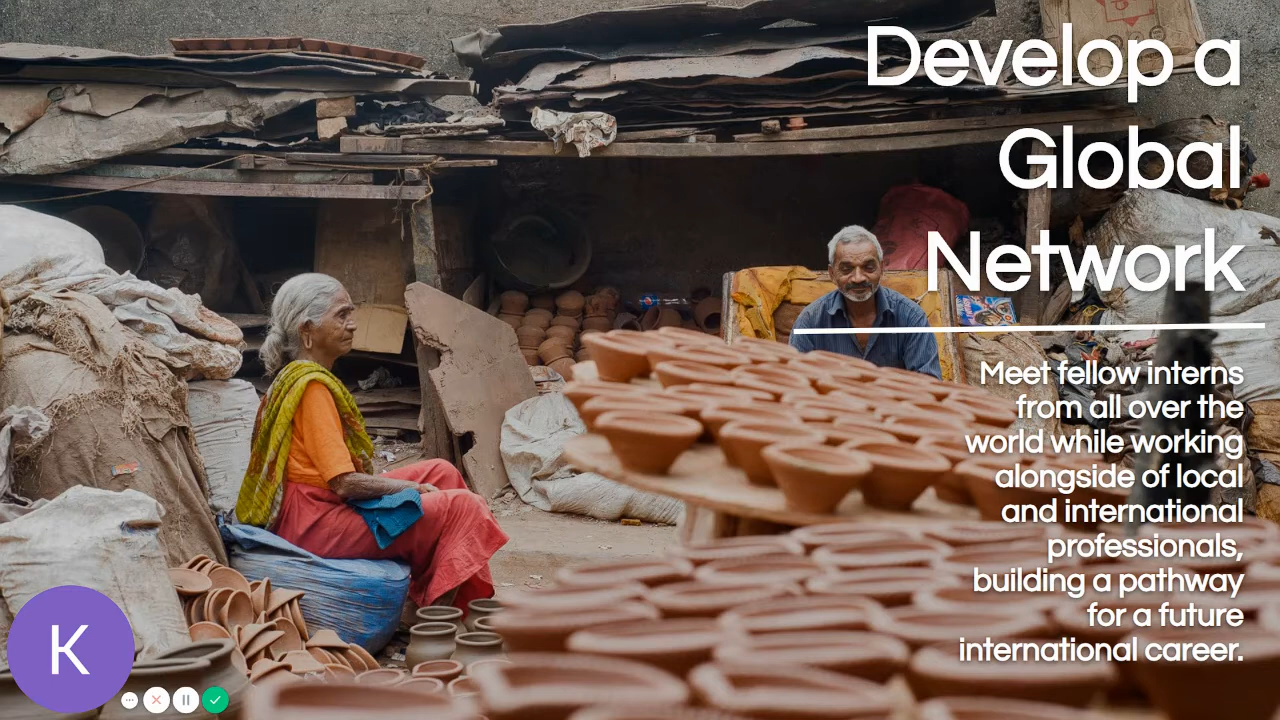 Develop a
Global
Network
Meet fellow interns
from all over the
world while working
alongside of local
and international
professionals,
building a pathway
for a future
international career.
K